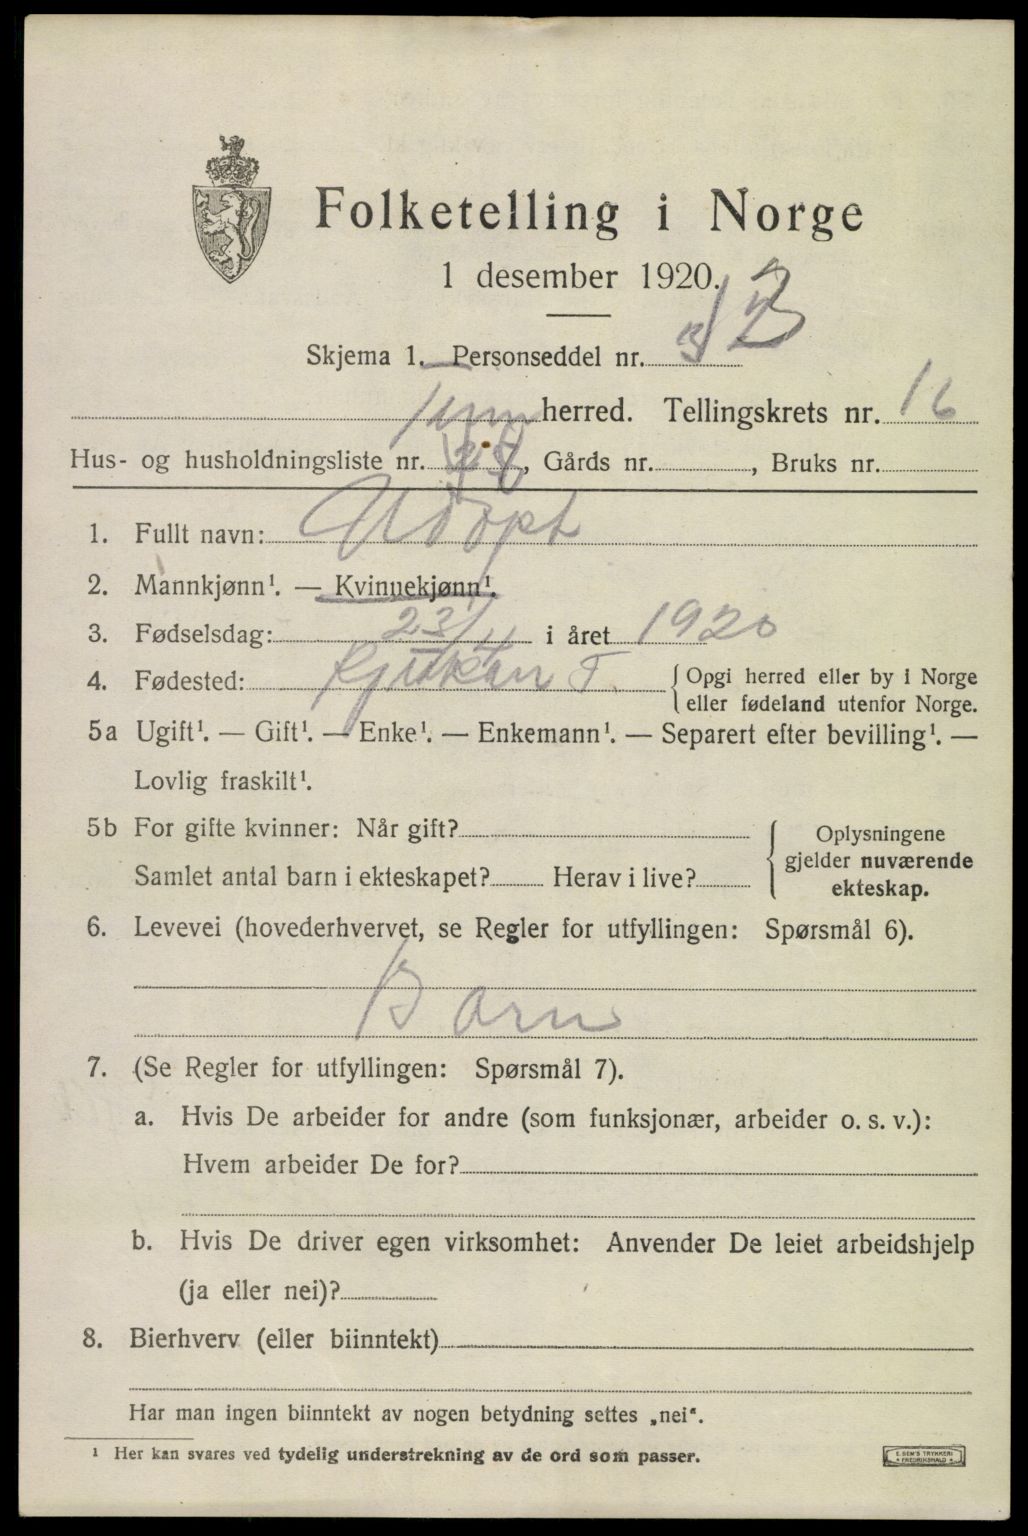 Folketelling i Norge
1 desember 1920.
Skjema 1. Personseddel nr.
herred. Tellingskrets nr. 16
Hus- og husholdningsliste nr. , Gårds nr. , Bruks nr.
1. Fullt navn: Udøpt
2. Mannkjønn¹. — Kvinnekjønn¹.
3. Fødselsdag: 23/11 i året 1920
4. Fødested: Rjukan T. Opgi herred eller by i Norge
eller fødeland utenfor Norge.
5a Ugift¹. — Gift¹. — Enke¹. — Enkemann¹. — Separert efter bevilling¹. —
Lovlig fraskilt¹.
5b For gifte kvinner: Når gift?
Samlet antal barn i ekteskapet? Herav i live?
Oplysningene
gjelder nuværende
ekteskap.
6. Levevei (hovederhvervet, se Regler for utfyllingen: Spørsmål 6).
Barn
7. (Se Regler for utfyllingen: Spørsmål 7).
a. Hvis De arbeider for andre (som funksjonær, arbeider o. s. v.):
Hvem arbeider De for?
b. Hvis De driver egen virksomhet: Anvender De leiet arbeidshjelp
(ja eller nei)?
8. Bierhverv (eller biinntekt)
Har man ingen biinntekt av nogen betydning settes „nei“.
¹ Her kan svares ved tydelig understrekning av de ord som passer.
E. SEM'S TRYKKERI
FREDRIKSHALD